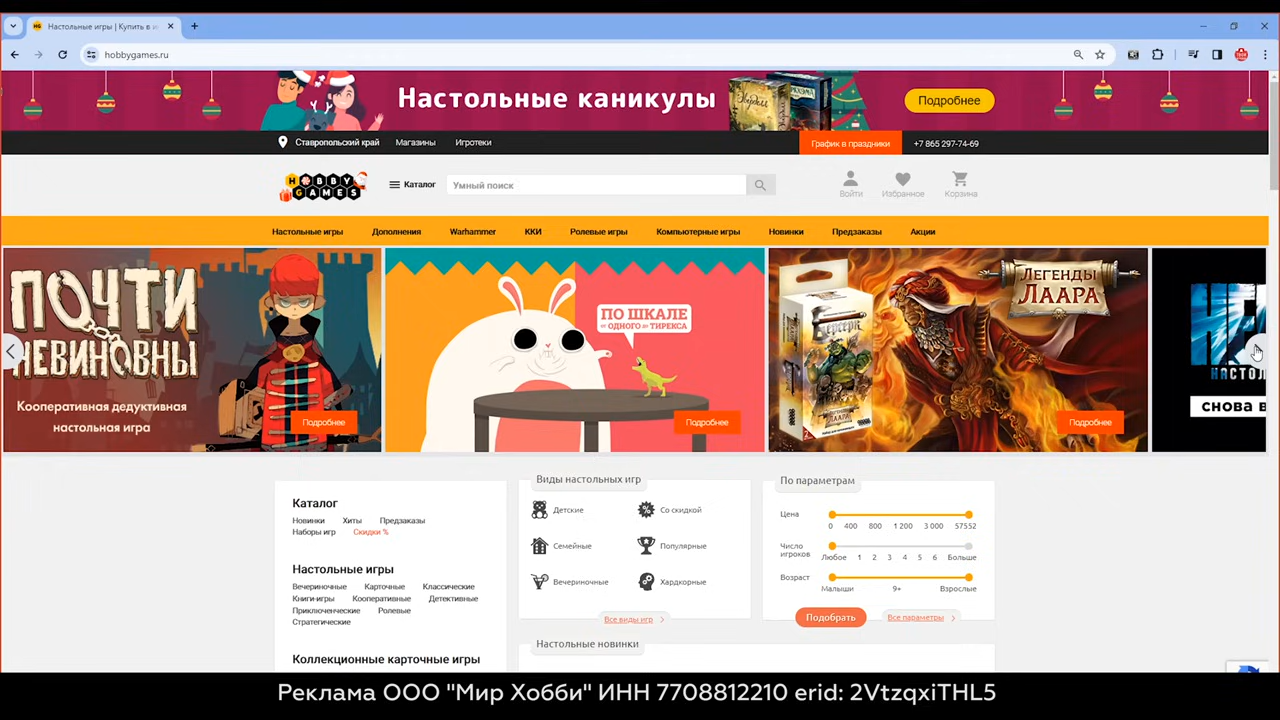 Настольные игры | Купить в и
hobbygames.ru
Настольные каникулы
Подробнее
Ставропольский край Магазины Игротеки График в праздники +7 865 297-74-69
HOBBY GAMES
Каталог Умный поиск Войти Избранное Корзина
Настольные игры Дополнения Warhammer ККИ Ролевые игры Компьютерные игры Новинки Предзаказы Акции
ПОЧТИ
НЕВИНОВНЫ
Кооперативная дедуктивная
настольная игра
Подробнее
ПО ШКАЛЕ
ОТ ОДНОГО ДО ТИРЕКСА
Подробнее
ЛЕГЕНДЫ
ЛААРА
Подробнее
НАСТОЛ
снова в
Каталог
Новинки Хиты Предзаказы
Наборы игр Скидки %
Настольные игры
Вечериночные Карточные Классические
Книги-игры Кооперативные Детективные
Приключенческие Ролевые
Стратегические
Коллекционные карточные игры
Виды настольных игр
Детские Со скидкой
Семейные Популярные
Вечериночные Хардкорные
Все виды игр
Настольные новинки
По параметрам
Цена
0 400 800 1 200 3 000 57552
Число
игроков
Любое 1 2 3 4 5 6 Больше
Возраст
Малыши 9+ Взрослые
Подобрать Все параметры
Реклама ООО "Мир Хобби" ИНН 7708812210 erid: 2VtzqxiTHL5